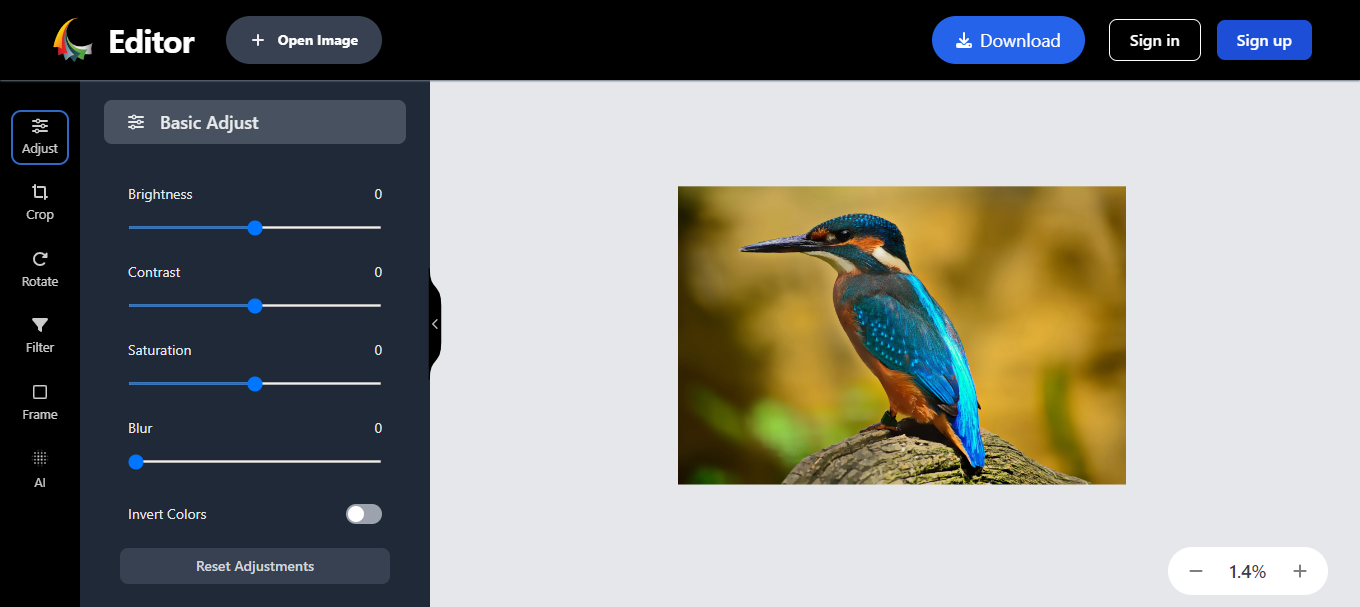 Editor
Open Image
Download
Sign in
Sign up
Adjust
Crop
Rotate
Filter
Frame
AI
Basic Adjust
Brightness 0
Contrast 0
Saturation 0
Blur 0
Invert Colors
Reset Adjustments
1.4%